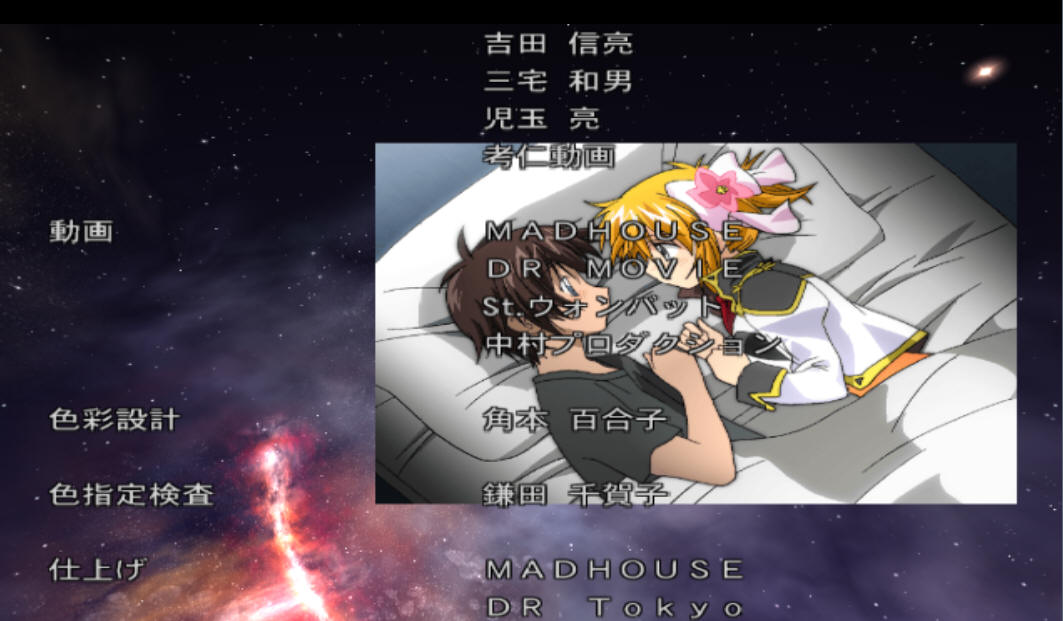 吉田 信亮
三宅 和男
児玉 亮
考仁動画
動画 MADHOUSE
DR MOVIE
St.ウォンバット
中村プロダクション
色彩設計 角本 百合子
色指定検査 鎌田 千賀子
仕上げ MADHOUSE
DR Tokyo